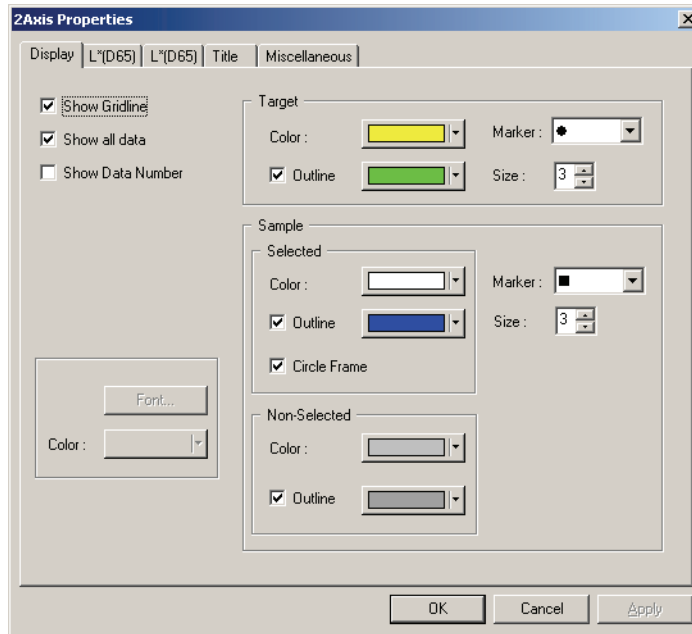 2Axis Properties
Display L*(D65) L*(D65) Title Miscellaneous
Show Gridline
Show all data
Show Data Number
Target
Color :
Marker :
Outline
Size : 3
Sample
Selected
Color :
Marker :
Outline
Size : 3
Circle Frame
Font...
Color :
Non-Selected
Color :
Outline
OK Cancel Apply